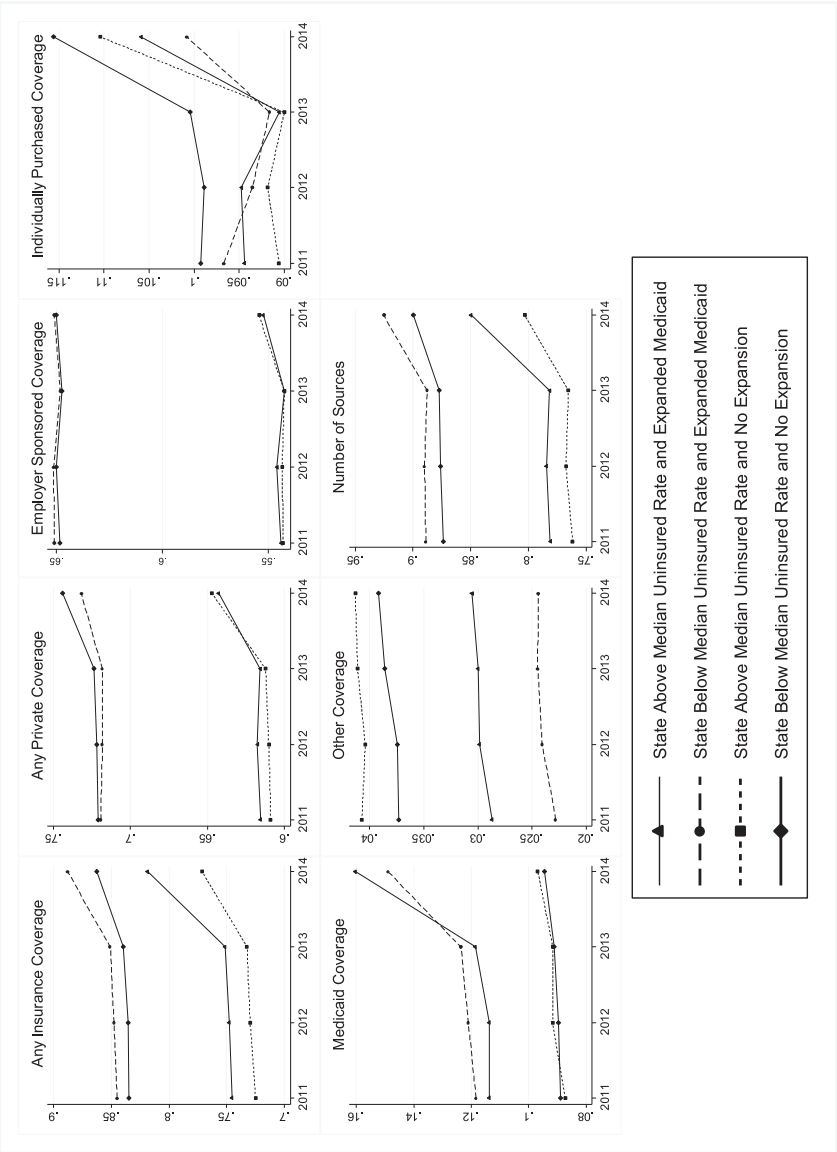 Any Insurance Coverage
.9
.85
.8
.75
.7
2011 2012 2013 2014
Any Private Coverage
.75
.7
.65
.6
2011 2012 2013 2014
Employer Sponsored Coverage
.65
.6
.55
2011 2012 2013 2014
Individually Purchased Coverage
.115
.11
.105
.1
.095
.09
2011 2012 2013 2014
Medicaid Coverage
.16
.14
.12
.1
.08
2011 2012 2013 2014
Other Coverage
.04
.035
.03
.025
.02
2011 2012 2013 2014
Number of Sources
.95
.9
.85
.8
.75
2011 2012 2013 2014
State Above Median Uninsured Rate and Expanded Medicaid
State Below Median Uninsured Rate and Expanded Medicaid
State Above Median Uninsured Rate and No Expansion
State Below Median Uninsured Rate and No Expansion